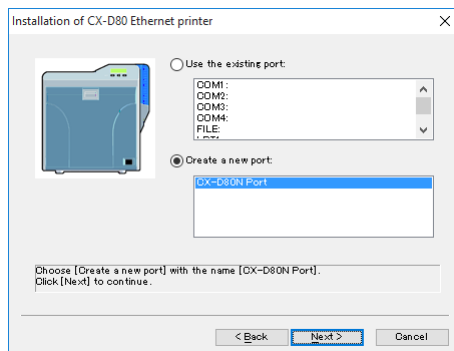 Installation of CX-D80 Ethernet printer
Use the existing port:
COM1:
COM2:
COM3:
COM4:
FILE:
Create a new port:
CX-D80N Port
Choose [Create a new port] with the name [CX-D80N Port].
Click [Next] to continue.
< Back
Next >
Cancel